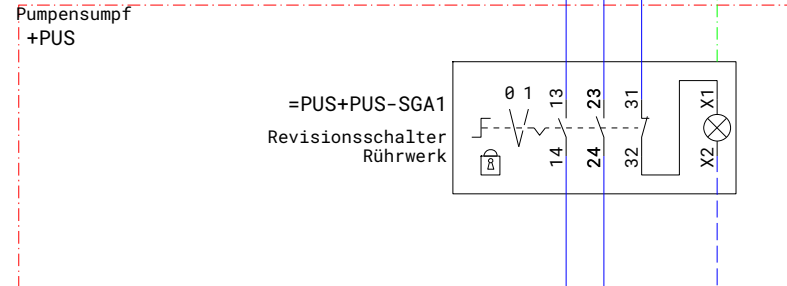 Pumpensumpf
+PUS
=PUS+PUS-SGA1
Revisionsschalter
Rührwerk
0 1
13
23
31
X1
14
24
32
X2